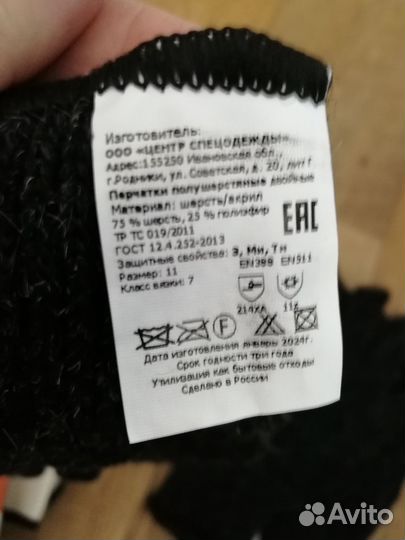 Изготовитель:
ООО «ЦЕНТР СПЕЦОДЕЖДЫ»
Адрес:155250 Ивановская обл.,
г.Родники, ул.Советская, д. 20, лит г
Перчатки полушерстяные двойные
Материал: шерсть/акрил
75 % шерсть, 25 % полиэфир
ТР ТС 019/2011
ГОСТ 12.4.252-2013
Защитные свойства: З, Ми, Тн
Размер: 11
Класс вязки: 7
EAC
EN388 EN511
214XX 11X
F
Дата изготовления январь 2024г.
Срок годности три года
Утилизация как бытовые отходы
Сделано в России
Avito